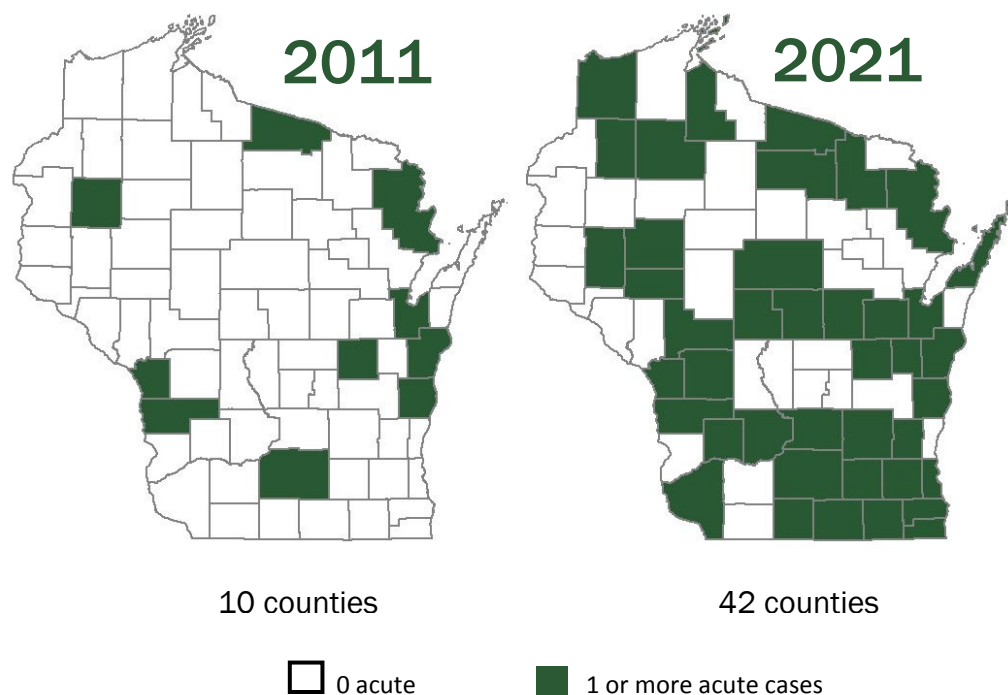 2011
2021
10 counties
42 counties
0 acute
1 or more acute cases